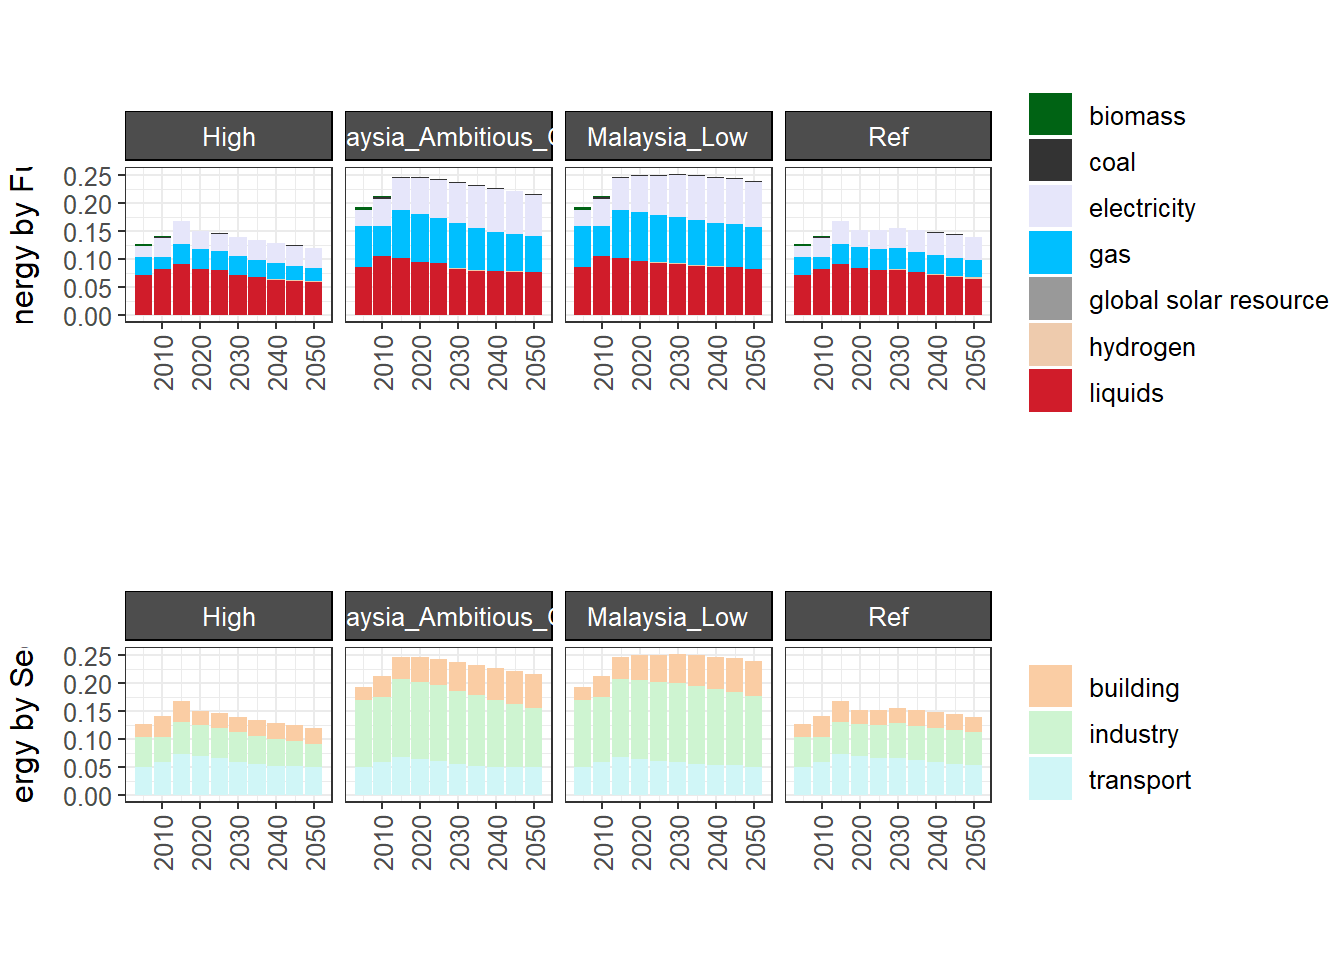 High
Malaysia_Low
Ref
nergy by
0.25
0.20
0.15
0.10
0.05
0.00
2010 2020 2030 2040 2050
2010 2020 2030 2040 2050
2010 2020 2030 2040 2050
2010 2020 2030 2040 2050
biomass
coal
electricity
gas
global solar resource
hydrogen
liquids
High
aysia_Ambitious_
Malaysia_Low
Ref
ergy by Se
0.25
0.20
0.15
0.10
0.05
0.00
2010 2020 2030 2040 2050
2010 2020 2030 2040 2050
2010 2020 2030 2040 2050
2010 2020 2030 2040 2050
building
industry
transport